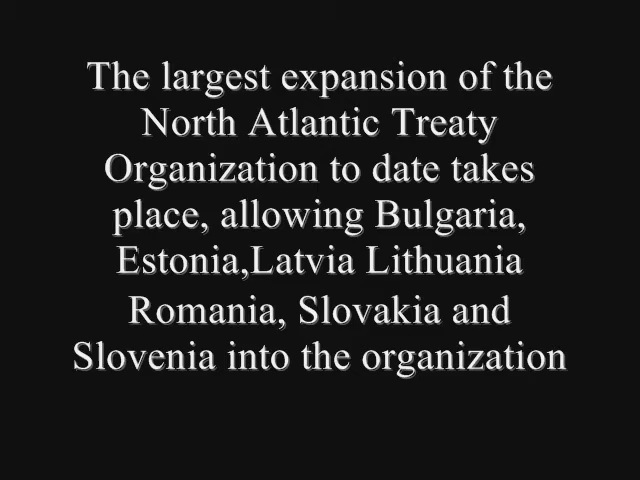 The largest expansion of the
North Atlantic Treaty
Organization to date takes
place, allowing Bulgaria,
Estonia,Latvia Lithuania
Romania, Slovakia and
Slovenia into the organization